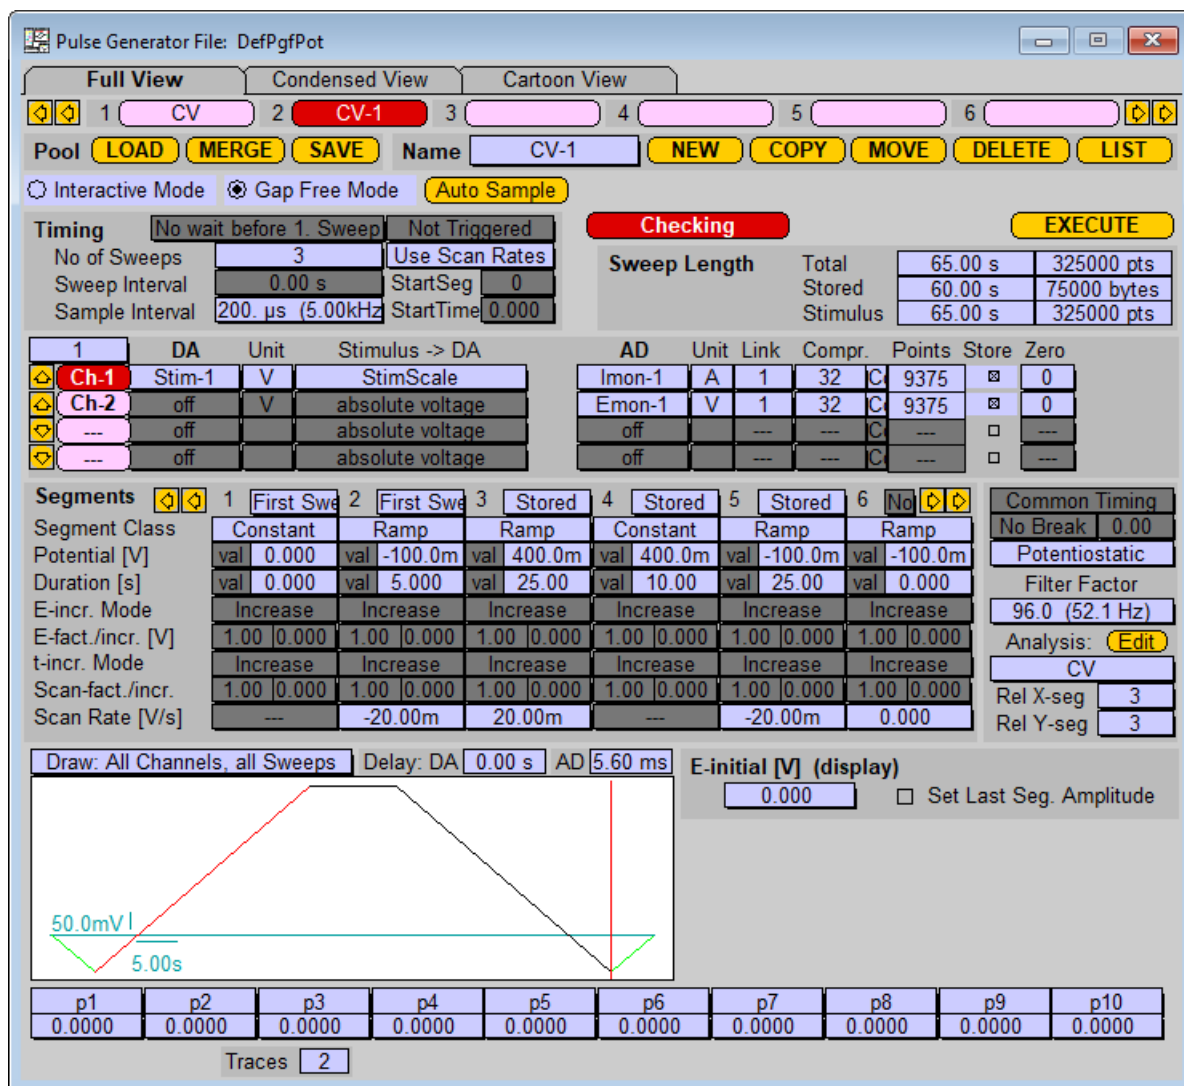 Pulse Generator File: DefPgfPot
Full View Condensed View Cartoon View
1 CV 2 CV-1 3 4 5 6
Pool LOAD MERGE SAVE Name CV-1 NEW COPY MOVE DELETE LIST
Interactive Mode Gap Free Mode Auto Sample
Timing No wait before 1. Sweep Not Triggered Checking EXECUTE
No of Sweeps 3 Use Scan Rates Sweep Length Total 65.00 s 325000 pts
Sweep Interval 0.00 s StartSeg 0 Stored 60.00 s 75000 bytes
Sample Interval 200. µs (5.00kHz StartTime 0.000 Stimulus 65.00 s 325000 pts
1 DA Unit Stimulus -> DA AD Unit Link Compr. Points Store Zero
Ch-1 Stim-1 V StimScale Imon-1 A 1 32 C 9375 0
Ch-2 off V absolute voltage Emon-1 V 1 32 C 9375 0
--- off absolute voltage off --- --- C --- ---
--- off absolute voltage off --- --- C --- ---
Segments 1 First Swe 2 First Swe 3 Stored 4 Stored 5 Stored 6 No Common Timing
Segment Class Constant Ramp Ramp Constant Ramp Ramp No Break 0.00
Potential [V] val 0.000 val -100.0m val 400.0m val 400.0m val -100.0m val -100.0m Potentiostatic
Duration [s] val 0.000 val 5.000 val 25.00 val 10.00 val 25.00 val 0.000 Filter Factor
E-incr. Mode Increase Increase Increase Increase Increase Increase 96.0 (52.1 Hz)
E-fact./incr. [V] 1.00 0.000 1.00 0.000 1.00 0.000 1.00 0.000 1.00 0.000 1.00 0.000 Analysis: Edit
t-incr. Mode Increase Increase Increase Increase Increase Increase CV
Scan-fact./incr. 1.00 0.000 1.00 0.000 1.00 0.000 1.00 0.000 1.00 0.000 1.00 0.000 Rel X-seg 3
Scan Rate [V/s] --- -20.00m 20.00m --- -20.00m 0.000 Rel Y-seg 3
Draw: All Channels, all Sweeps Delay: DA 0.00 s AD 5.60 ms E-initial [V] (display)
0.000 Set Last Seg. Amplitude
50.0mV
5.00s
p1 p2 p3 p4 p5 p6 p7 p8 p9 p10
0.0000 0.0000 0.0000 0.0000 0.0000 0.0000 0.0000 0.0000 0.0000 0.0000
Traces 2